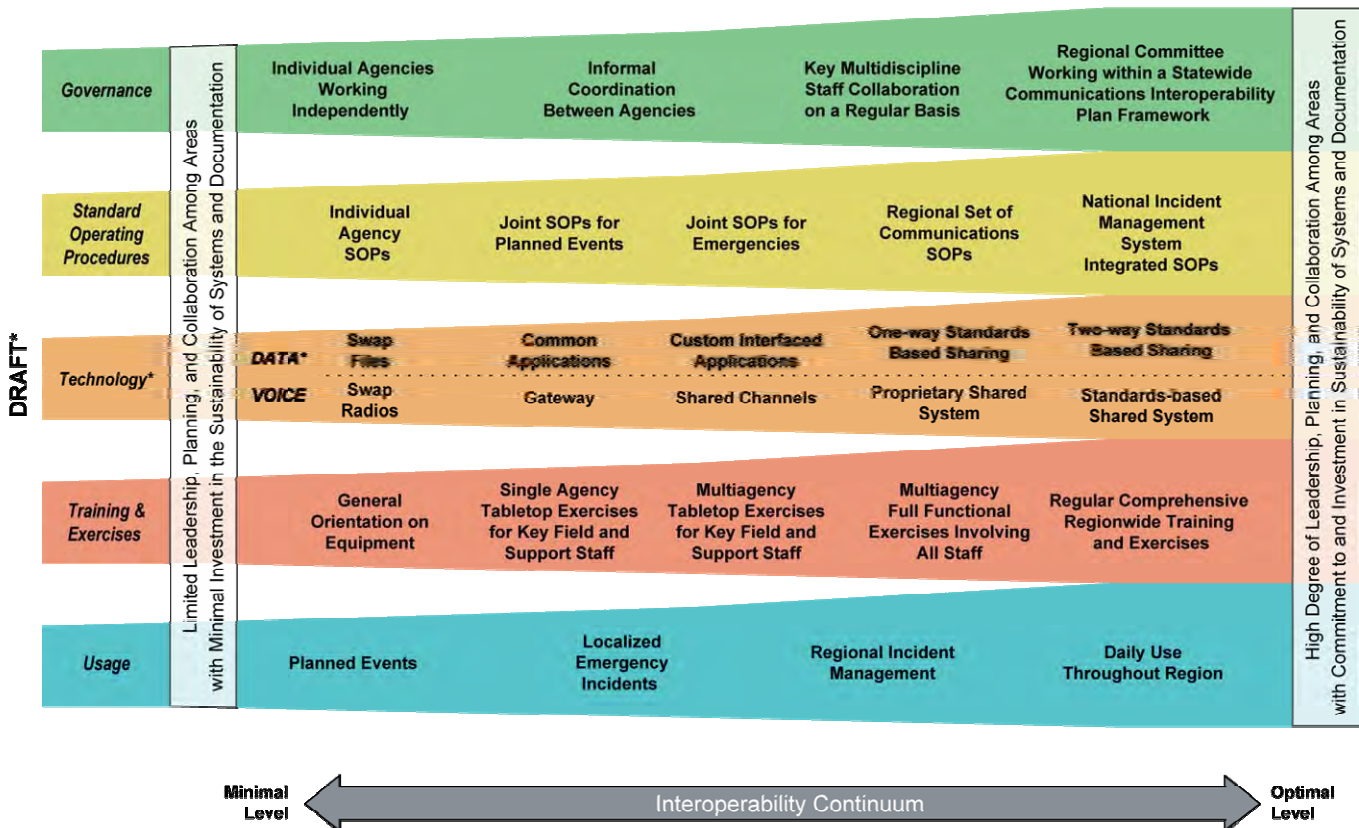 DRAFT*
Limited Leadership, Planning, and Collaboration Among Areas
with Minimal Investment in the Sustainability of Systems and Documentation
Governance
Individual Agencies
Working
Independently
Informal
Coordination
Between Agencies
Key Multidiscipline
Staff Collaboration
on a Regular Basis
Regional Committee
Working within a Statewide
Communications Interoperability
Plan Framework
Standard
Operating
Procedures
Individual
Agency
SOPs
Joint SOPs for
Planned Events
Joint SOPs for
Emergencies
Regional Set of
Communications
SOPs
National Incident
Management
System
Integrated SOPs
Technology*
DATA*
Swap
Files
Common
Applications
Custom Interfaced
Applications
One-way Standards
Based Sharing
Two-way Standards
Based Sharing
VOICE
Swap
Radios
Gateway
Shared Channels
Proprietary Shared
System
Standards-based
Shared System
Training &
Exercises
General
Orientation on
Equipment
Single Agency
Tabletop Exercises
for Key Field and
Support Staff
Multiagency
Tabletop Exercises
for Key Field and
Support Staff
Multiagency
Full Functional
Exercises Involving
All Staff
Regular Comprehensive
Regionwide Training
and Exercises
Usage
Planned Events
Localized
Emergency
Incidents
Regional Incident
Management
Daily Use
Throughout Region
High Degree of Leadership, Planning, and Collaboration Among Areas
with Commitment to and Investment in Sustainability of Systems and Documentation
Minimal
Level
Interoperability Continuum
Optimal
Level